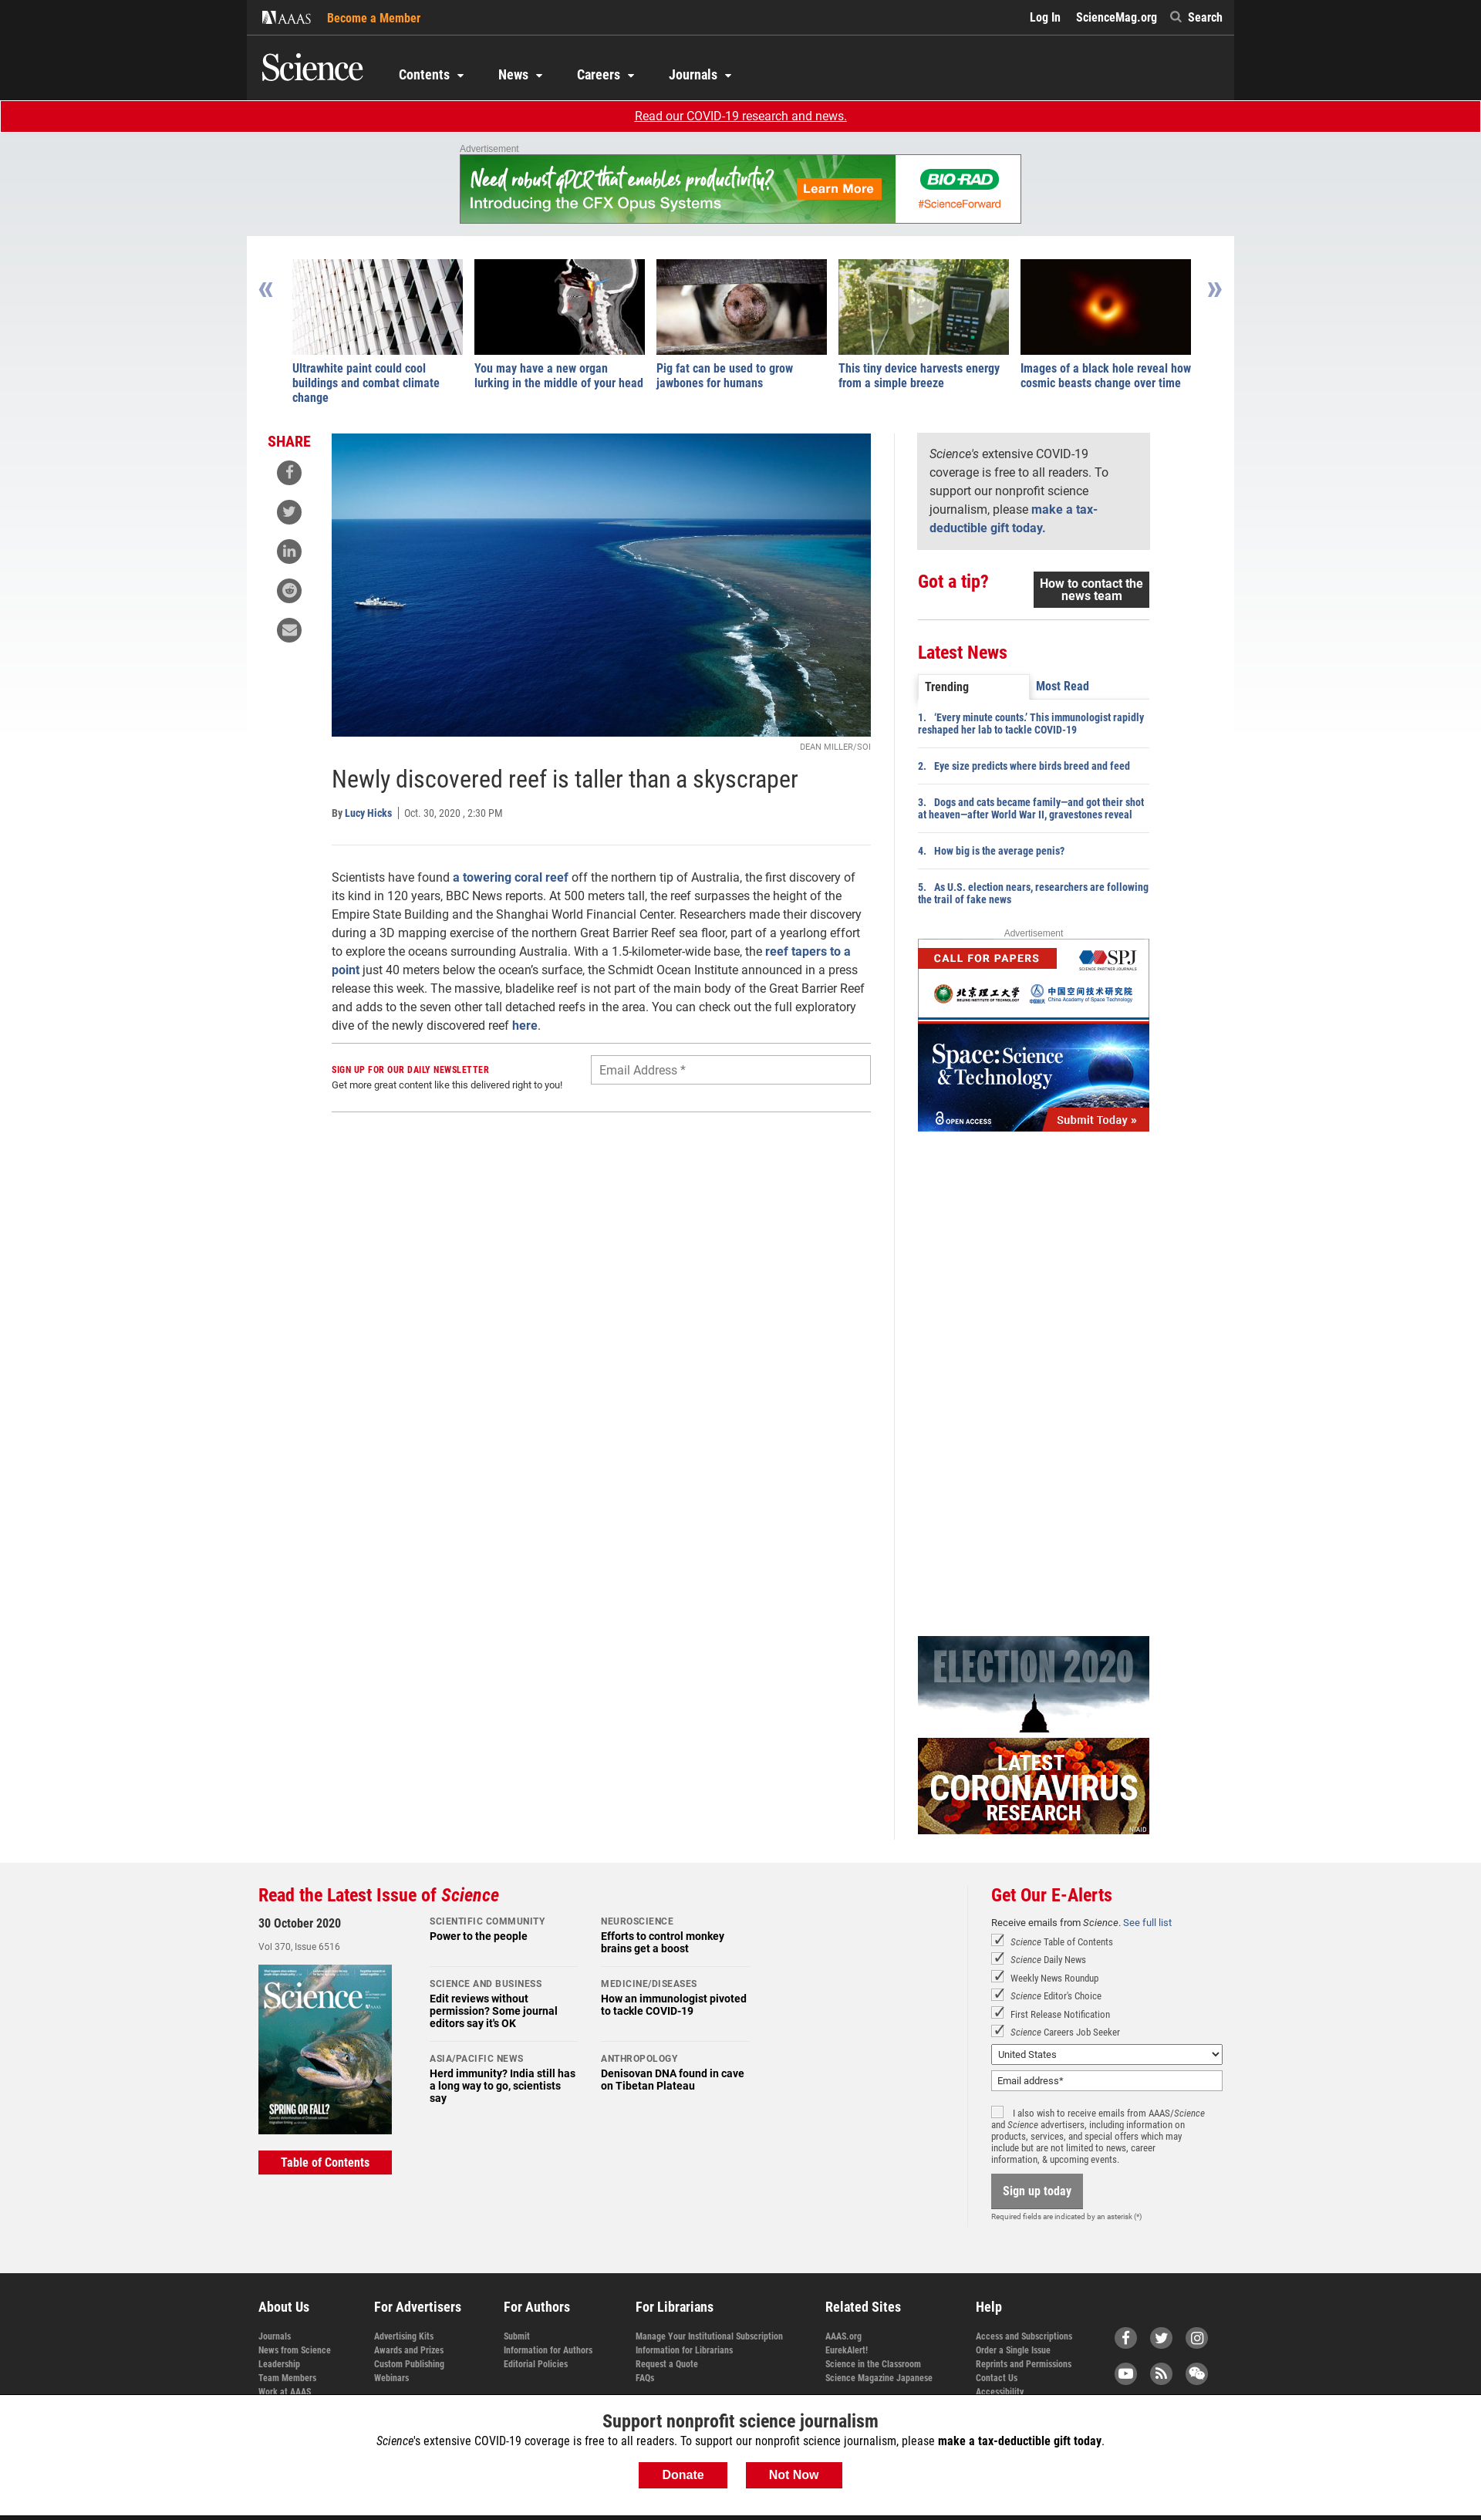 AAAS
Become a Member
Log In
ScienceMag.org
Search
Science
Contents
News
Careers
Journals
Read our COVID-19 research and news.
Advertisement
Need robust qPCR that enables productivity?
Introducing the CFX Opus Systems
Learn More
BIO-RAD
#ScienceForward
«
Ultrawhite paint could cool
buildings and combat climate
change
You may have a new organ
lurking in the middle of your head
Pig fat can be used to grow
jawbones for humans
This tiny device harvests energy
from a simple breeze
Images of a black hole reveal how
cosmic beasts change over time
»
SHARE
DEAN MILLER/SOI
Newly discovered reef is taller than a skyscraper
By Lucy Hicks
Oct. 30, 2020 , 2:30 PM
Scientists have found a towering coral reef off the northern tip of Australia, the first discovery of
its kind in 120 years, BBC News reports. At 500 meters tall, the reef surpasses the height of the
Empire State Building and the Shanghai World Financial Center. Researchers made their discovery
during a 3D mapping exercise of the northern Great Barrier Reef sea floor, part of a yearlong effort
to explore the oceans surrounding Australia. With a 1.5-kilometer-wide base, the reef tapers to a
point just 40 meters below the ocean's surface, the Schmidt Ocean Institute announced in a press
release this week. The massive, bladelike reef is not part of the main body of the Great Barrier Reef
and adds to the seven other tall detached reefs in the area. You can check out the full exploratory
dive of the newly discovered reef here.
SIGN UP FOR OUR DAILY NEWSLETTER
Get more great content like this delivered right to you!
Email Address *
Science's extensive COVID-19
coverage is free to all readers. To
support our nonprofit science
journalism, please make a tax-
deductible gift today.
Got a tip?
How to contact the
news team
Latest News
Trending
Most Read
1. ‘Every minute counts.’ This immunologist rapidly
reshaped her lab to tackle COVID-19
2. Eye size predicts where birds breed and feed
3. Dogs and cats became family—and got their shot
at heaven—after World War II, gravestones reveal
4. How big is the average penis?
5. As U.S. election nears, researchers are following
the trail of fake news
Advertisement
CALL FOR PAPERS
SPJ
SCIENCE PARTNER JOURNALS
北京理工大学
BEIJING INSTITUTE OF TECHNOLOGY
中国空间技术研究院
China Academy of Space Technology
Space: Science
& Technology
OPEN ACCESS
Submit Today »
ELECTION 2020
LATEST
CORONAVIRUS
RESEARCH
NIAID
Read the Latest Issue of Science
30 October 2020
Vol 370, Issue 6516
Science
AAAS
SPRING OR FALL?
Table of Contents
SCIENTIFIC COMMUNITY
Power to the people
NEUROSCIENCE
Efforts to control monkey
brains get a boost
SCIENCE AND BUSINESS
Edit reviews without
permission? Some journal
editors say it's OK
MEDICINE/DISEASES
How an immunologist pivoted
to tackle COVID-19
ASIA/PACIFIC NEWS
Herd immunity? India still has
a long way to go, scientists
say
ANTHROPOLOGY
Denisovan DNA found in cave
on Tibetan Plateau
Get Our E-Alerts
Receive emails from Science. See full list
Science Table of Contents
Science Daily News
Weekly News Roundup
Science Editor's Choice
First Release Notification
Science Careers Job Seeker
United States
Email address*
I also wish to receive emails from AAAS/Science
and Science advertisers, including information on
products, services, and special offers which may
include but are not limited to news, career
information, & upcoming events.
Sign up today
Required fields are indicated by an asterisk (*)
About Us
Journals
News from Science
Leadership
Team Members
Work at AAAS
For Advertisers
Advertising Kits
Awards and Prizes
Custom Publishing
Webinars
For Authors
Submit
Information for Authors
Editorial Policies
For Librarians
Manage Your Institutional Subscription
Information for Librarians
Request a Quote
FAQs
Related Sites
AAAS.org
EurekAlert!
Science in the Classroom
Science Magazine Japanese
Help
Access and Subscriptions
Order a Single Issue
Reprints and Permissions
Contact Us
Accessibility
Support nonprofit science journalism
Science's extensive COVID-19 coverage is free to all readers. To support our nonprofit science journalism, please make a tax-deductible gift today.
Donate
Not Now